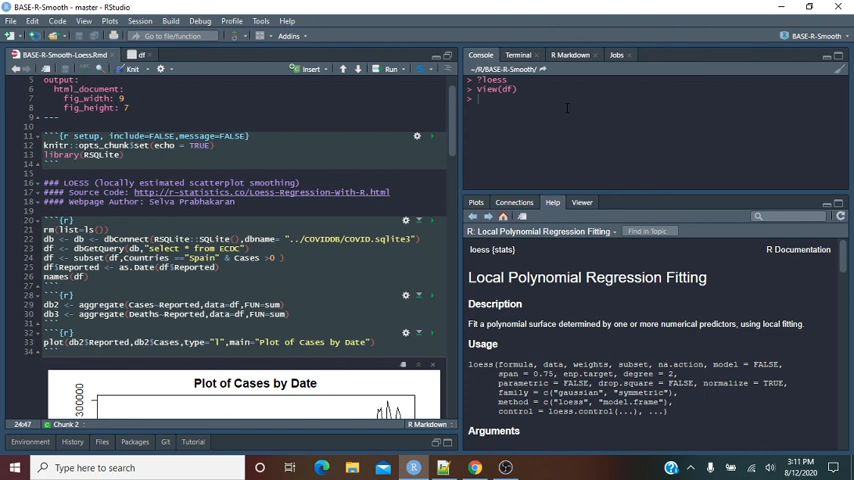 BASE-R-Smooth - master - RStudio
File Edit Code View Plots Session Build Debug Profile Tools Help
Go to file/function
Addins
BASE-R-Smooth
BASE-R-Smooth-Loess.Rmd
df
Knit
Insert
Run
5 output:
6 html_document:
7 fig_width: 9
8 fig_height: 7
9 ---
10
11 ```{r setup, include=FALSE,message=FALSE}
12 knitr::opts_chunk$set(echo = TRUE)
13 library(RSQLite)
14 ```
15
16 ### LOESS (locally estimated scatterplot smoothing)
17 #### Source Code: http://r-statistics.co/Loess-Regression-With-R.html
18 #### Webpage Author: Selva Prabhakaran
19
20 ```{r}
21 rm(list=ls())
22 db <- db <- dbConnect(RSQLite::SQLite(),dbname= "../COVIDDB/COVID.sqlite3")
23 df <- dbGetQuery(db,"select * from ECDC")
24 df <- subset(df,Countries =="Spain" & Cases >0 )
25 df$Reported <- as.Date(df$Reported)
26 names(df)
27 ```
28 ```{r}
29 db2 <- aggregate(Cases~Reported,data=df,FUN=sum)
30 db3 <- aggregate(Deaths~Reported,data=df,FUN=sum)
31 ```
32 ```{r}
33 plot(db2$Reported,db2$Cases,type="l",main="Plot of Cases by Date")
34 ```
Plot of Cases by Date
300000
24:47 Chunk 2 R Markdown
Environment History Files Packages Git Tutorial
Console Terminal R Markdown Jobs
~/R/BASE-R-Smooth/
> ?loess
> view(df)
>
Plots Connections Help Viewer
R: Local Polynomial Regression Fitting Find in Topic
loess {stats} R Documentation
Local Polynomial Regression Fitting
Description
Fit a polynomial surface determined by one or more numerical predictors, using local fitting.
Usage
loess(formula, data, weights, subset, na.action, model = FALSE,
span = 0.75, enp.target, degree = 2,
parametric = FALSE, drop.square = FALSE, normalize = TRUE,
family = c("gaussian", "symmetric"),
method = c("loess", "model.frame"),
control = loess.control(...), ...)
Arguments
Type here to search
3:11 PM
8/12/2020